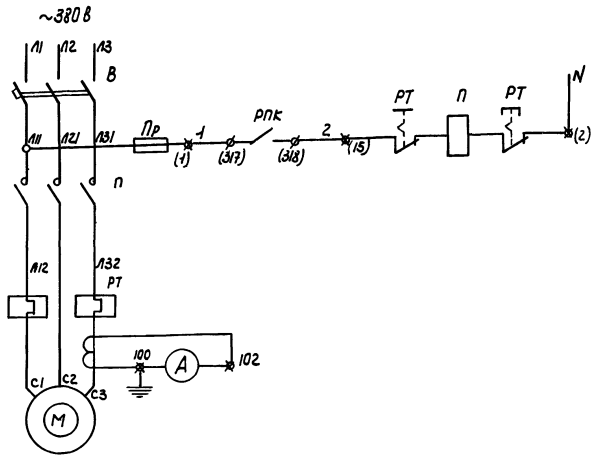 ~380В
Л1 Л2 Л3
В
Л11 Л21 Л31
Пр
1
РПК
2
РТ
П
РТ
N
(1)
(317)
(318)
(15)
(2)
П
Л12
Л32
РТ
100
А
102
С1
С2
С3
М